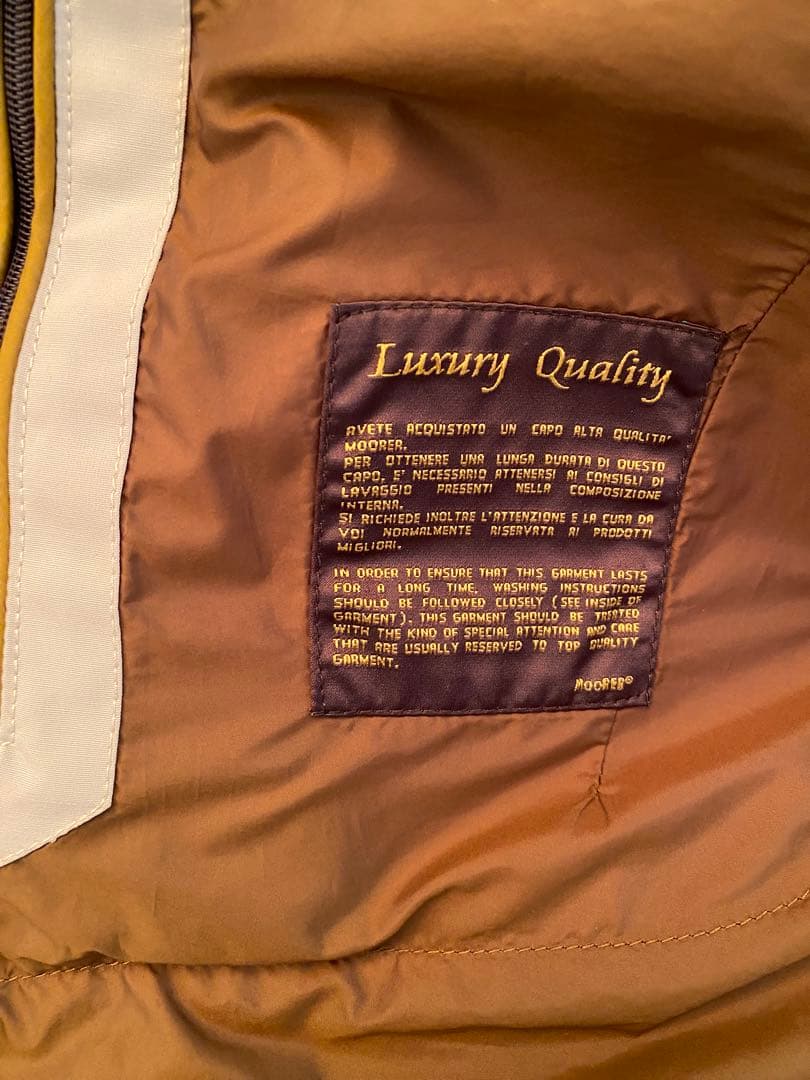 Luxury Quality
AVETE ACQUISTATO UN CAPO ALTA QUALITA'
MOORER.
PER OTTENERE UNA LUNGA DURATA DI QUESTO
CAPO, E' NECESSARIO ATTENERSI AI CONSIGLI DI
LAVAGGIO PRESENTI NELLA COMPOSIZIONE
INTERNA.
SI RICHIEDE INOLTRE L'ATTENZIONE E LA CURA DA
VOI NORMALMENTE RISERVATA AI PRODOTTI
MIGLIORI.
IN ORDER TO ENSURE THAT THIS GARMENT LASTS
FOR A LONG TIME, WASHING INSTRUCTIONS
SHOULD BE FOLLOWED CLOSELY (SEE INSIDE OF
GARMENT). THIS GARMENT SHOULD BE TREATED
WITH THE KIND OF SPECIAL ATTENTION AND CARE
THAT ARE USUALLY RESERVED TO TOP QUALITY
GARMENT.
MOORER®